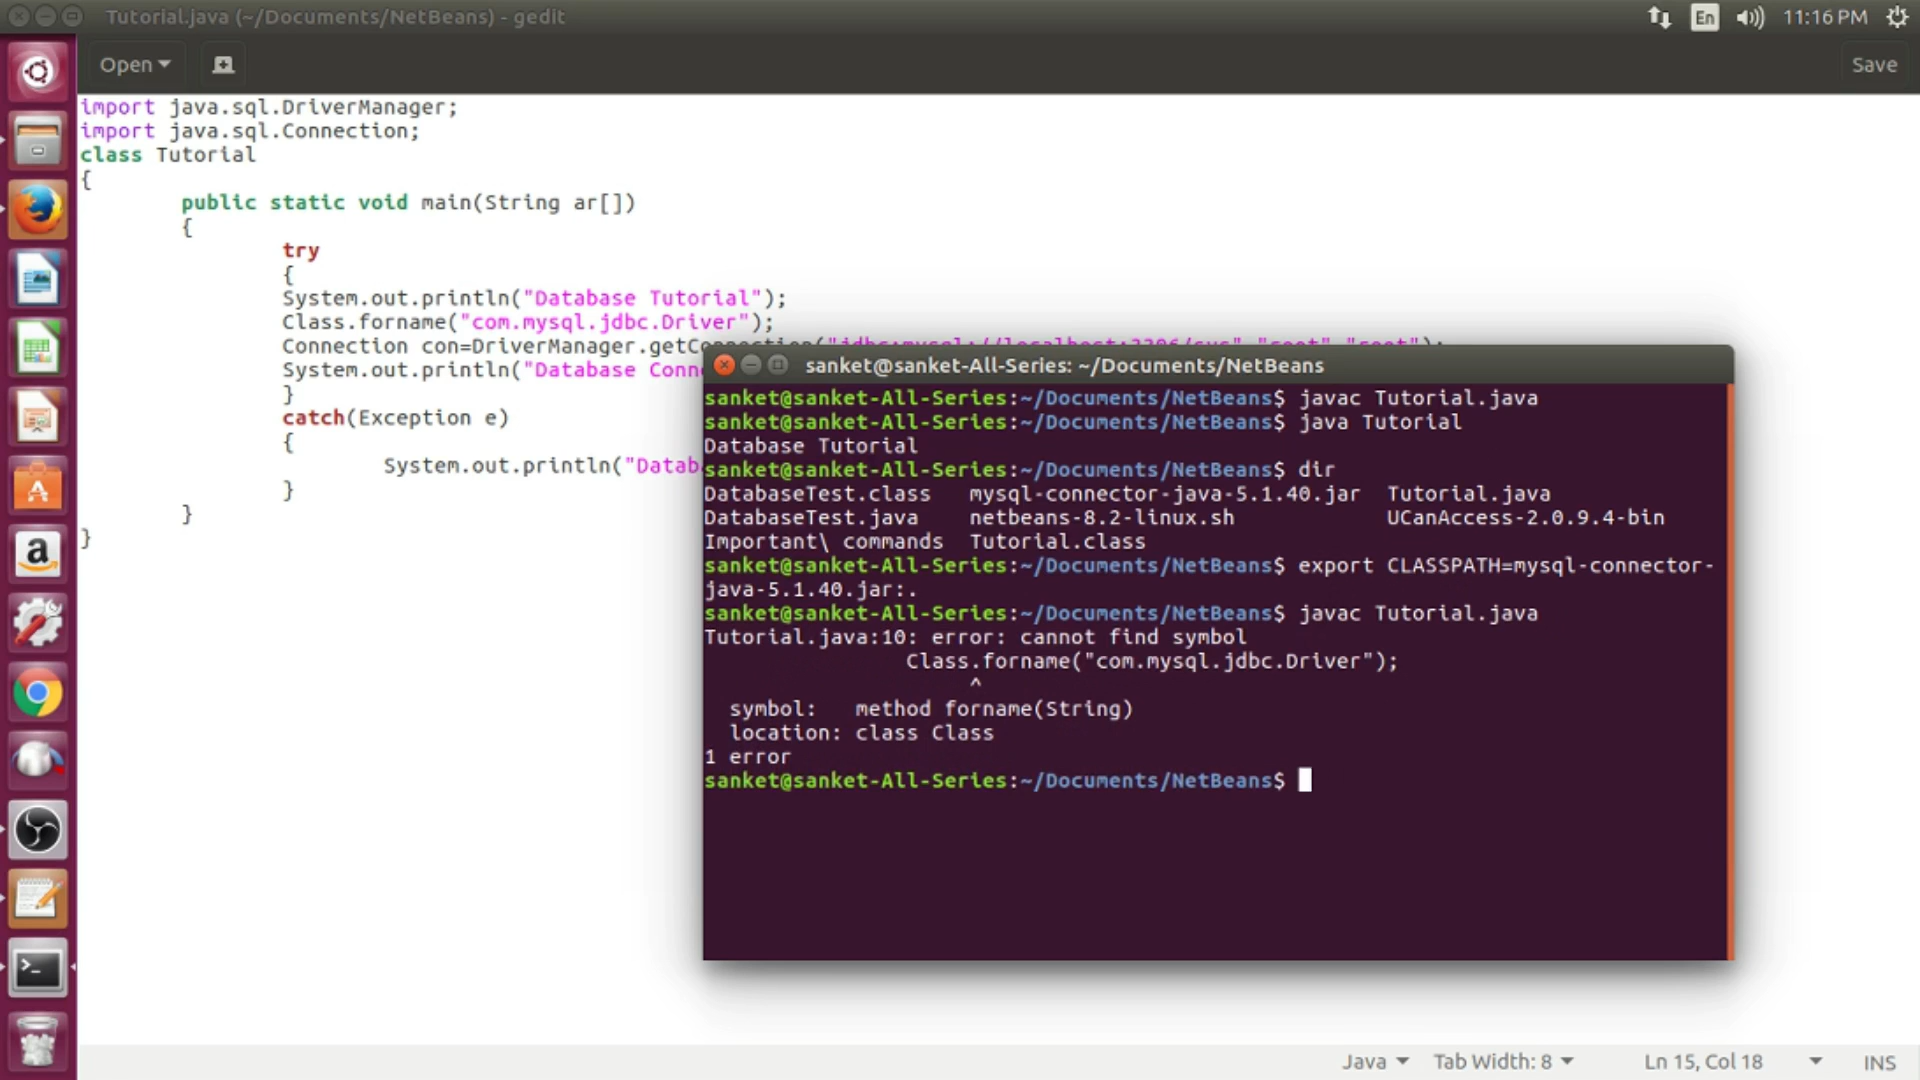 Tutorial.java (~/Documents/NetBeans) - gedit
En 11:16 PM
Open Save
import java.sql.DriverManager;
import java.sql.Connection;
class Tutorial
{
public static void main(String ar[])
{
try
{
System.out.println("Database Tutorial");
Class.forname("com.mysql.jdbc.Driver");
Connection con=DriverManager.getConnection("jdbc:mysql://localhost:3306/sys","root","root");
System.out.println("Database Conn
}
catch(Exception e)
{
System.out.println("Datab
}
}
}
sanket@sanket-All-Series: ~/Documents/NetBeans
sanket@sanket-All-Series:~/Documents/NetBeans$ javac Tutorial.java
sanket@sanket-All-Series:~/Documents/NetBeans$ java Tutorial
Database Tutorial
sanket@sanket-All-Series:~/Documents/NetBeans$ dir
DatabaseTest.class mysql-connector-java-5.1.40.jar Tutorial.java
DatabaseTest.java netbeans-8.2-linux.sh UCanAccess-2.0.9.4-bin
Important\ commands Tutorial.class
sanket@sanket-All-Series:~/Documents/NetBeans$ export CLASSPATH=mysql-connector-
java-5.1.40.jar:.
sanket@sanket-All-Series:~/Documents/NetBeans$ javac Tutorial.java
Tutorial.java:10: error: cannot find symbol
Class.forname("com.mysql.jdbc.Driver");
^
symbol: method forname(String)
location: class Class
1 error
sanket@sanket-All-Series:~/Documents/NetBeans$
Java Tab Width: 8 Ln 15, Col 18 INS